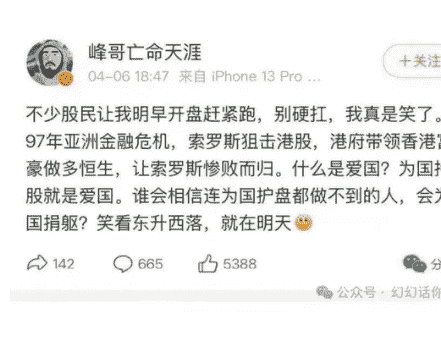 峰哥亡命天涯
+关注
04-06 18:47 来自 iPhone 13 Pro ...
不少股民让我明早开盘赶紧跑，别硬扛，我真是笑了。
97年亚洲金融危机，索罗斯狙击港股，港府带领香港富
豪做多恒生，让索罗斯惨败而归。什么是爱国？为国护
股就是爱国。谁会相信连为国护盘都做不到的人，会为
国捐躯？笑看东升西落，就在明天
142 665 5388 分
公众号·幻幻话你